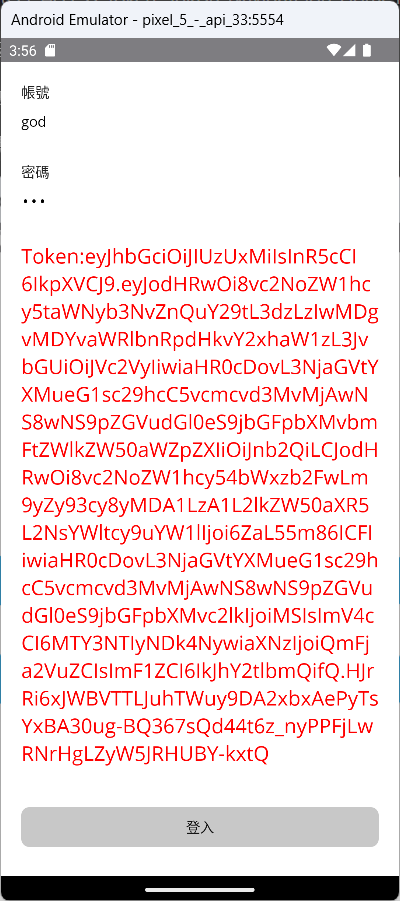 Android Emulator - pixel_5_-_api_33:5554
3:56
帳號
god
密碼
•••
Token:eyJhbGciOiJIUzUxMiIsInR5cCI
6IkpXVCJ9.eyJodHRwOi8vc2NoZW1hc
y5taWNyb3NvZnQuY29tL3dzLzIwMDg
vMDYvaWRlbnRpdHkvY2xhaW1zL3Jv
bGUiOiJVc2VyIiwiaHR0cDovL3NjaGVtY
XMueG1sc29hcC5vcmcvd3MvMjAwN
S8wNS9pZGVudGl0eS9jbGFpbXMvbm
FtZWlkZW50aWZpZXIiOiJnb2QiLCJodH
RwOi8vc2NoZW1hcy54bWxzb2FwLm
9yZy93cy8yMDA1LzA1L2lkZW50aXR5
L2NsYWltcy9uYW1lIjoi6ZaL55m86ICFI
iwiaHR0cDovL3NjaGVtYXMueG1sc29h
cC5vcmcvd3MvMjAwNS8wNS9pZGVu
dGl0eS9jbGFpbXMvc2lkIjoiMSIsImV4c
CI6MTY3NTIyNDk4NywiaXNzIjoiQmFj
a2VuZCIsImF1ZCI6IkJhY2tlbmQifQ.HJr
Ri6xJWBVTTLJuhTWuy9DA2xbxAePyTs
YxBA30ug-BQ367sQd44t6z_nyPPFjLw
RNrHgLZyW5JRHUBY-kxtQ
登入